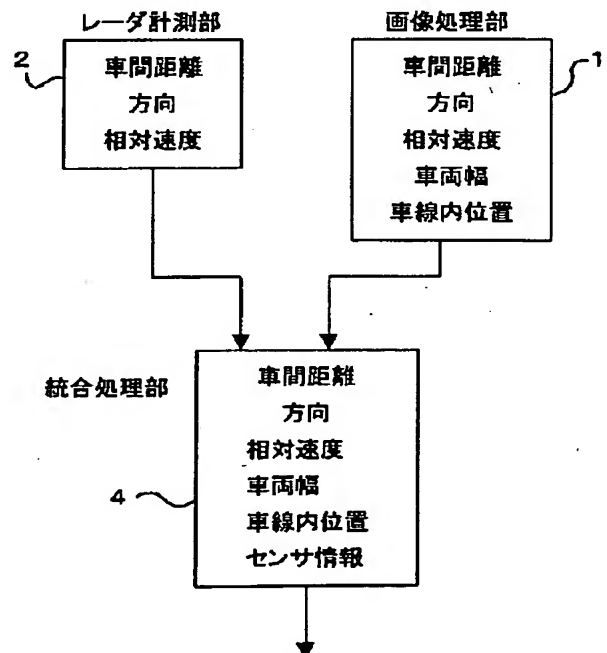 レーダ計測部
2
車間距離
方向
相対速度
画像処理部
1
車間距離
方向
相対速度
車両幅
車線内位置
統合処理部
4
車間距離
方向
相対速度
車両幅
車線内位置
センサ情報